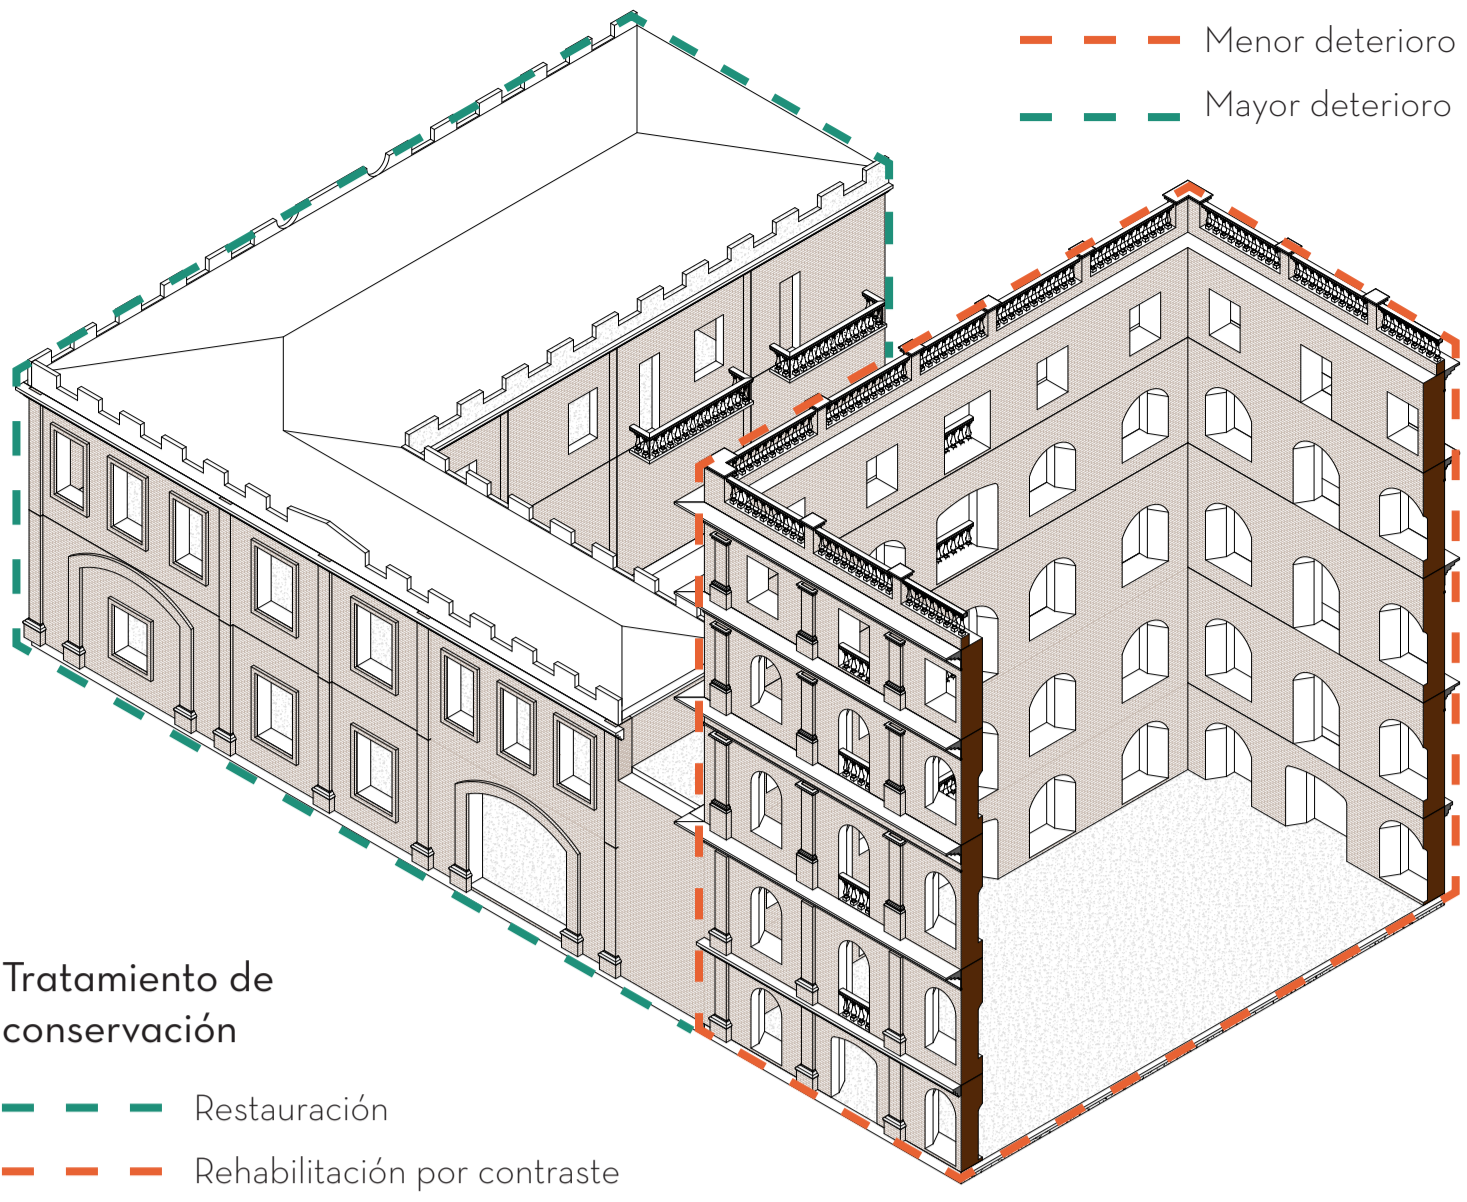 Menor deterioro
Mayor deterioro
Tratamiento de
conservación
Restauración
Rehabilitación por contraste